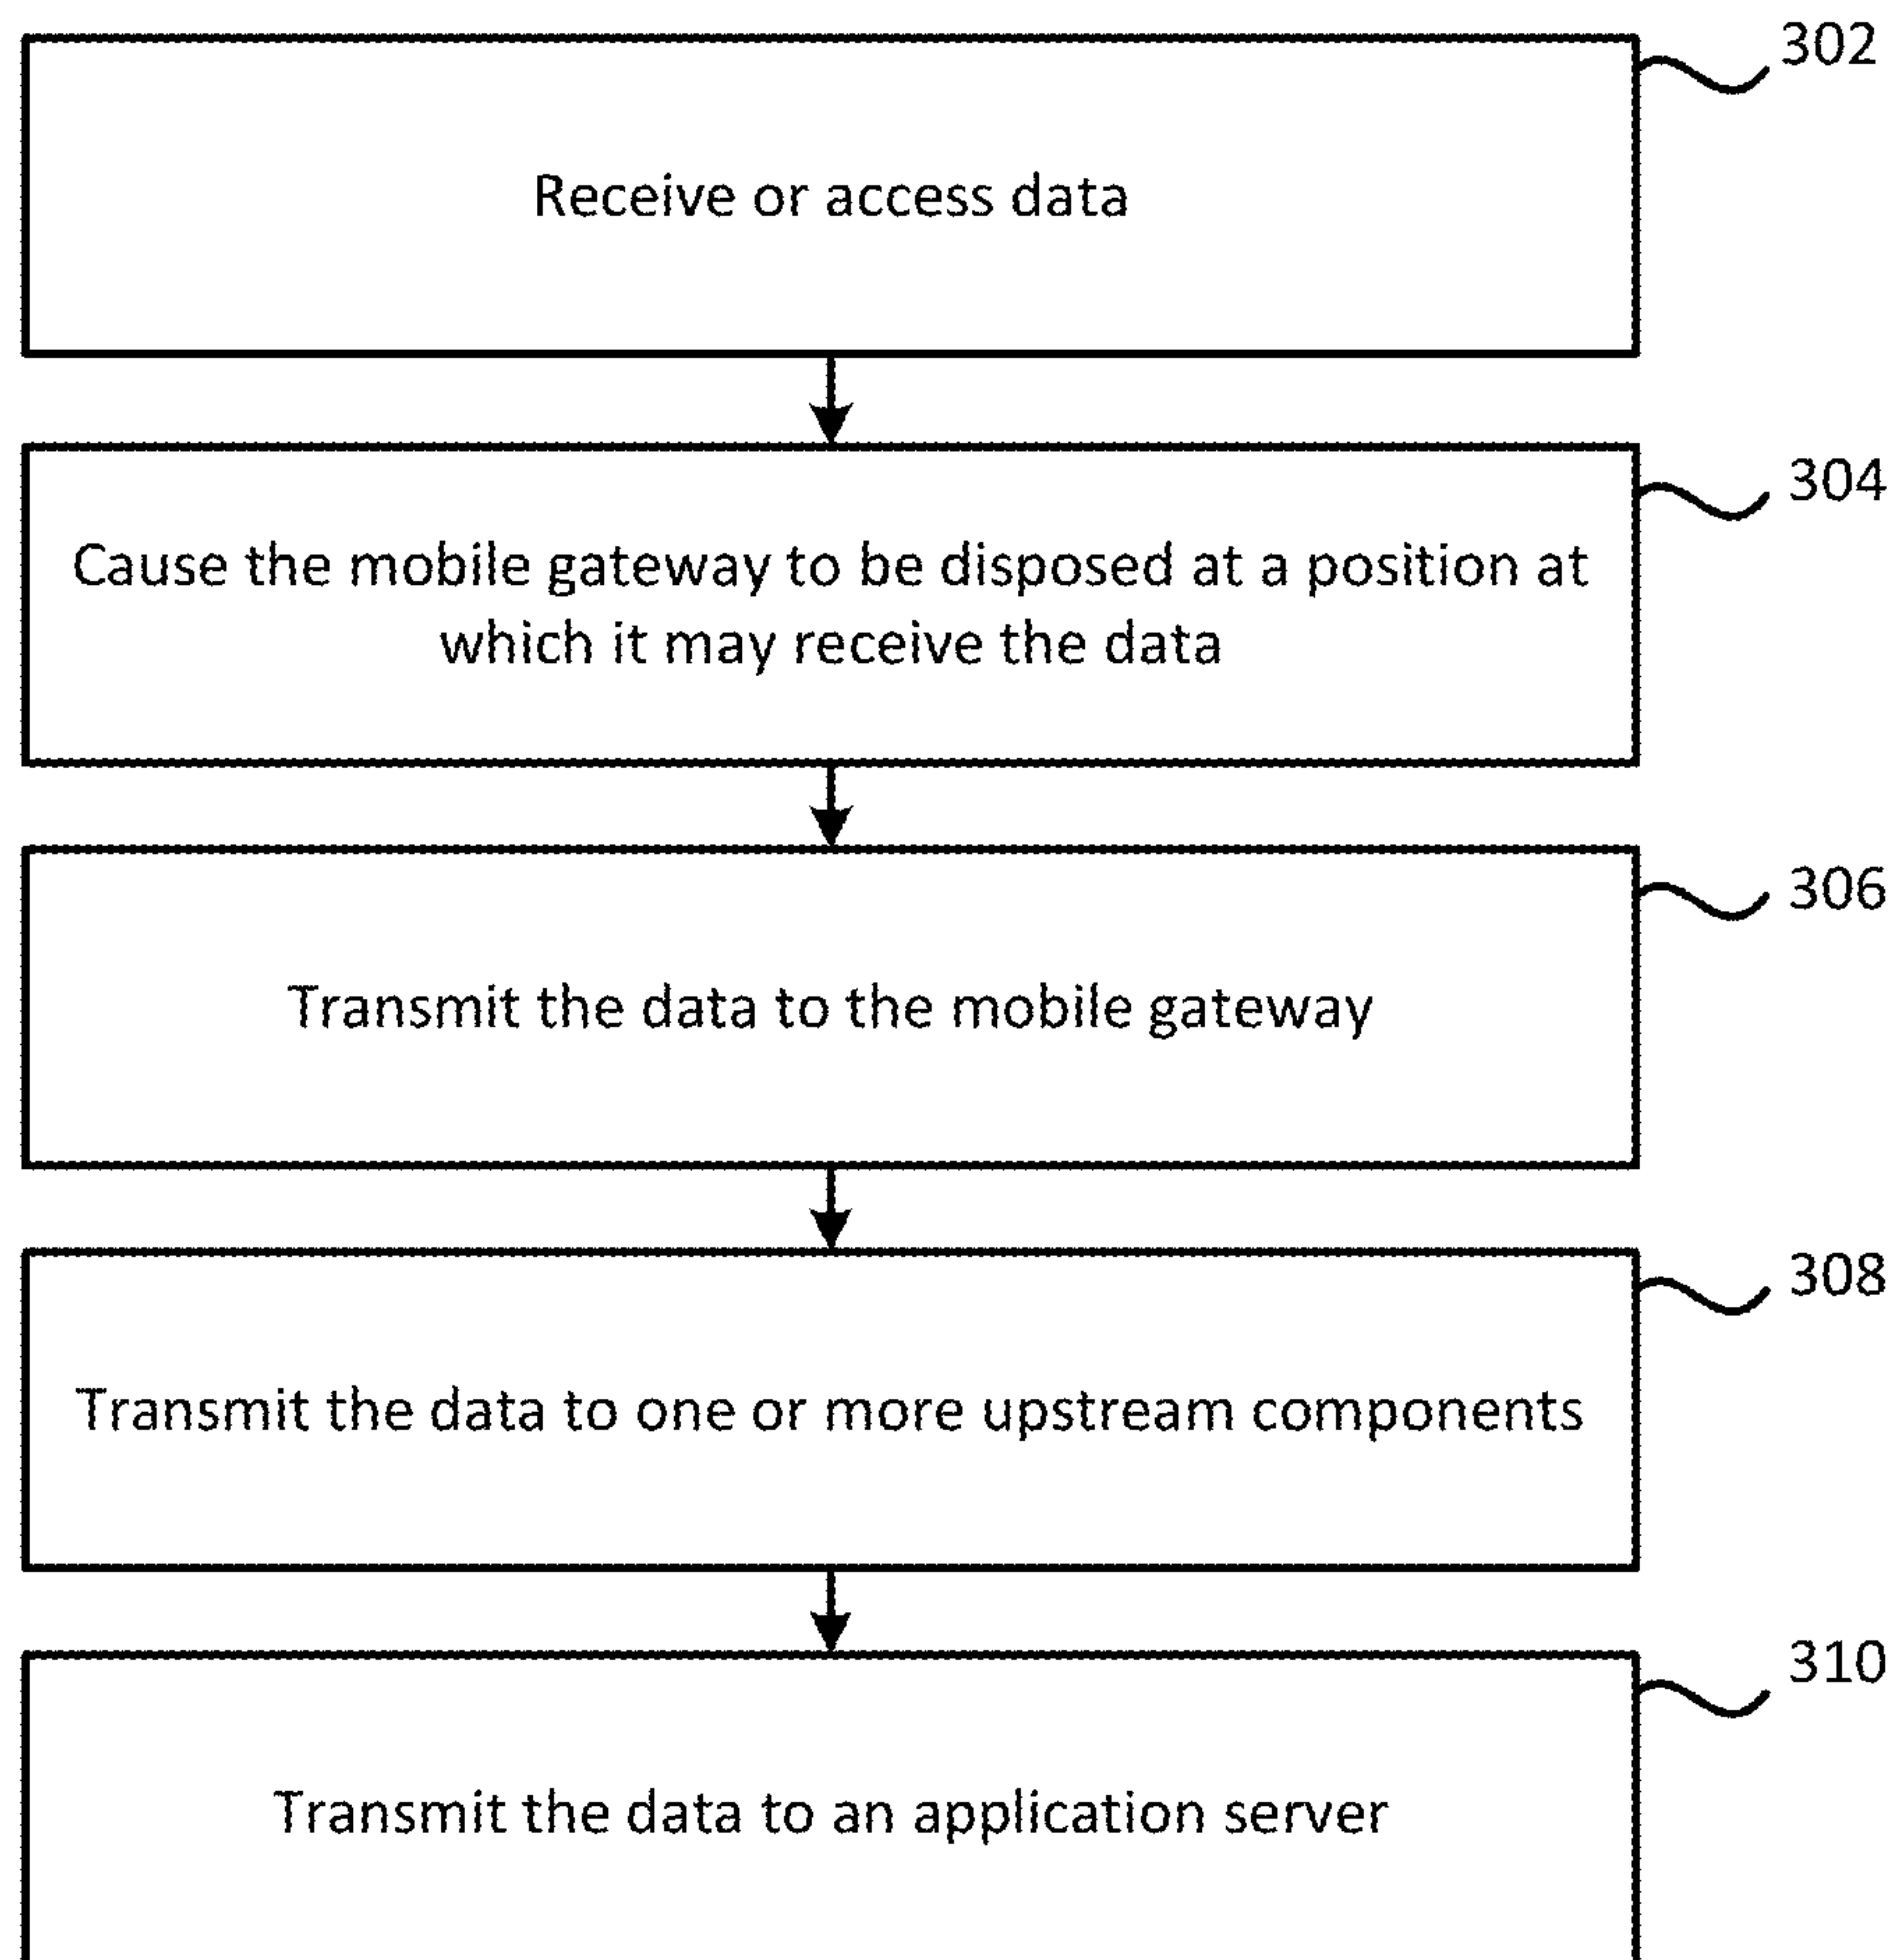 302
Receive or access data
304
Cause the mobile gateway to be disposed at a position at
which it may receive the data
306
Transmit the data to the mobile gateway
308
Transmit the data to one or more upstream components
310
Transmit the data to an application server